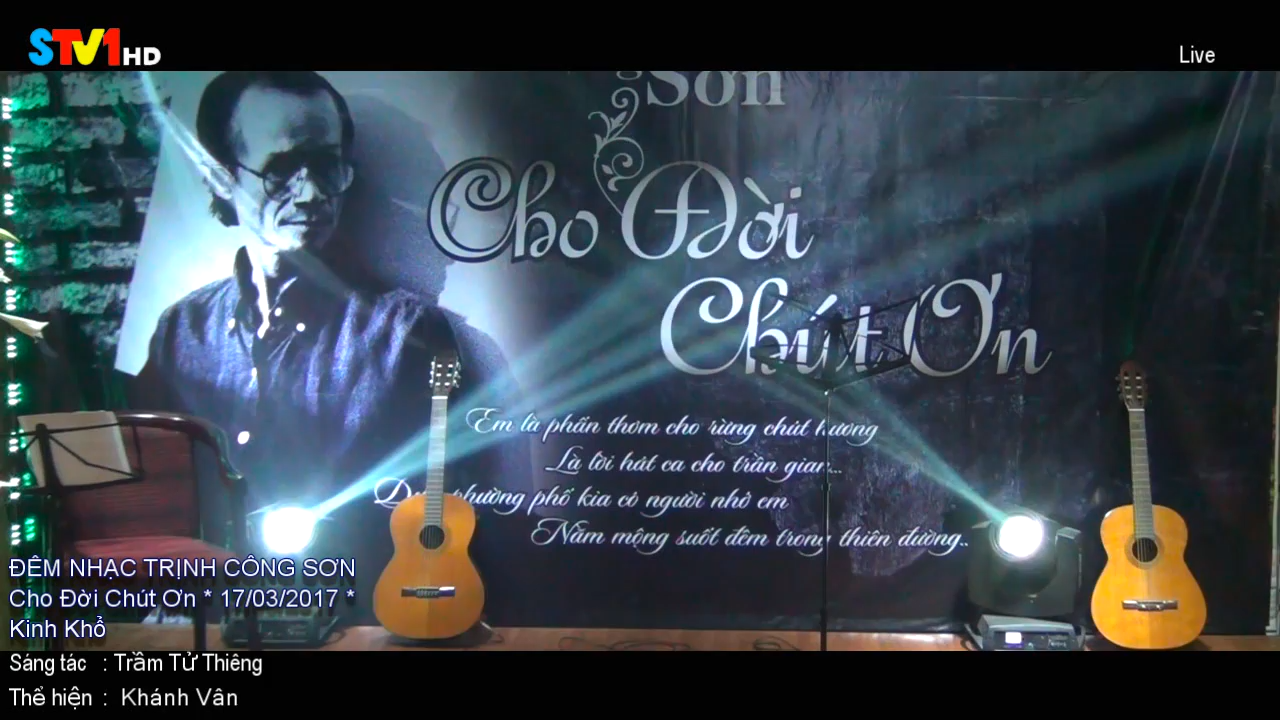 STV1 HD
Live
Sơn
Cho Đời
Chút Ơn
Em là phấn thơm cho rừng chút hương
Là lời hát ca cho trần gian...
phường phố kia có người nhớ em
Nằm mộng suốt đêm trong thiên đường..
ĐÊM NHẠC TRỊNH CÔNG SƠN
Cho Đời Chút Ơn * 17/03/2017 *
Kinh Khổ
Sáng tác : Trầm Tử Thiêng
Thể hiện : Khánh Vân